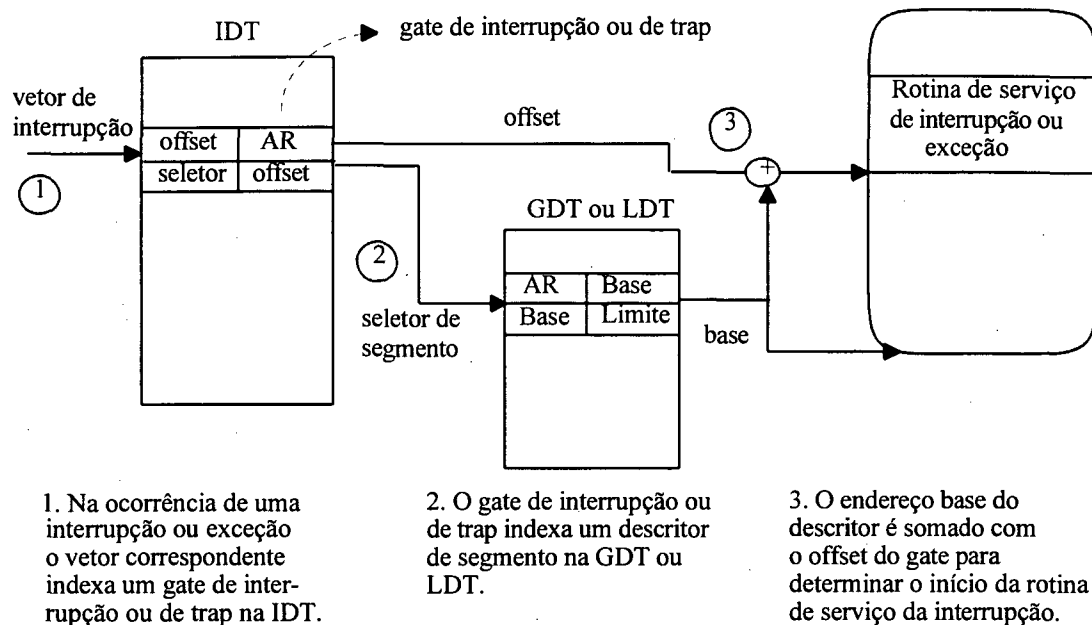 IDT
gate de interrupção ou de trap
vetor de
interrupção
offset AR
seletor offset
1
offset
3
+
Rotina de serviço
de interrupção ou
exceção
2
seletor de
segmento
GDT ou LDT
AR Base
Base Limite
base
1. Na ocorrência de uma
interrupção ou exceção
o vetor correspondente
indexa um gate de inter-
rupção ou de trap na IDT.
2. O gate de interrupção ou
de trap indexa um descritor
de segmento na GDT ou
LDT.
3. O endereço base do
descritor é somado com
o offset do gate para
determinar o início da rotina
de serviço da interrupção.